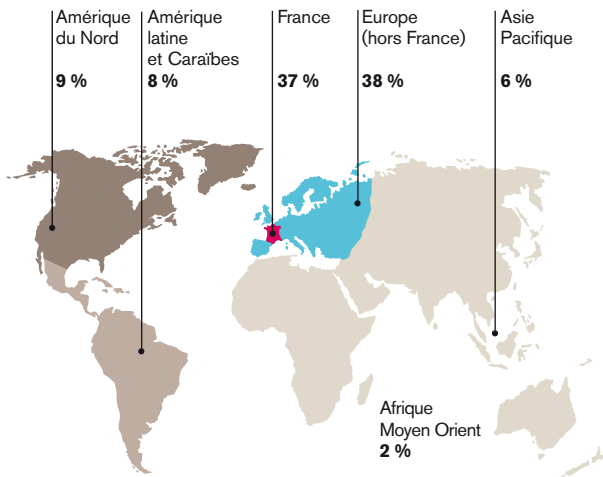 Amérique
du Nord
9 %
Amérique
latine
et Caraïbes
8 %
France
37 %
Europe
(hors France)
38 %
Asie
Pacifique
6 %
Afrique
Moyen Orient
2 %